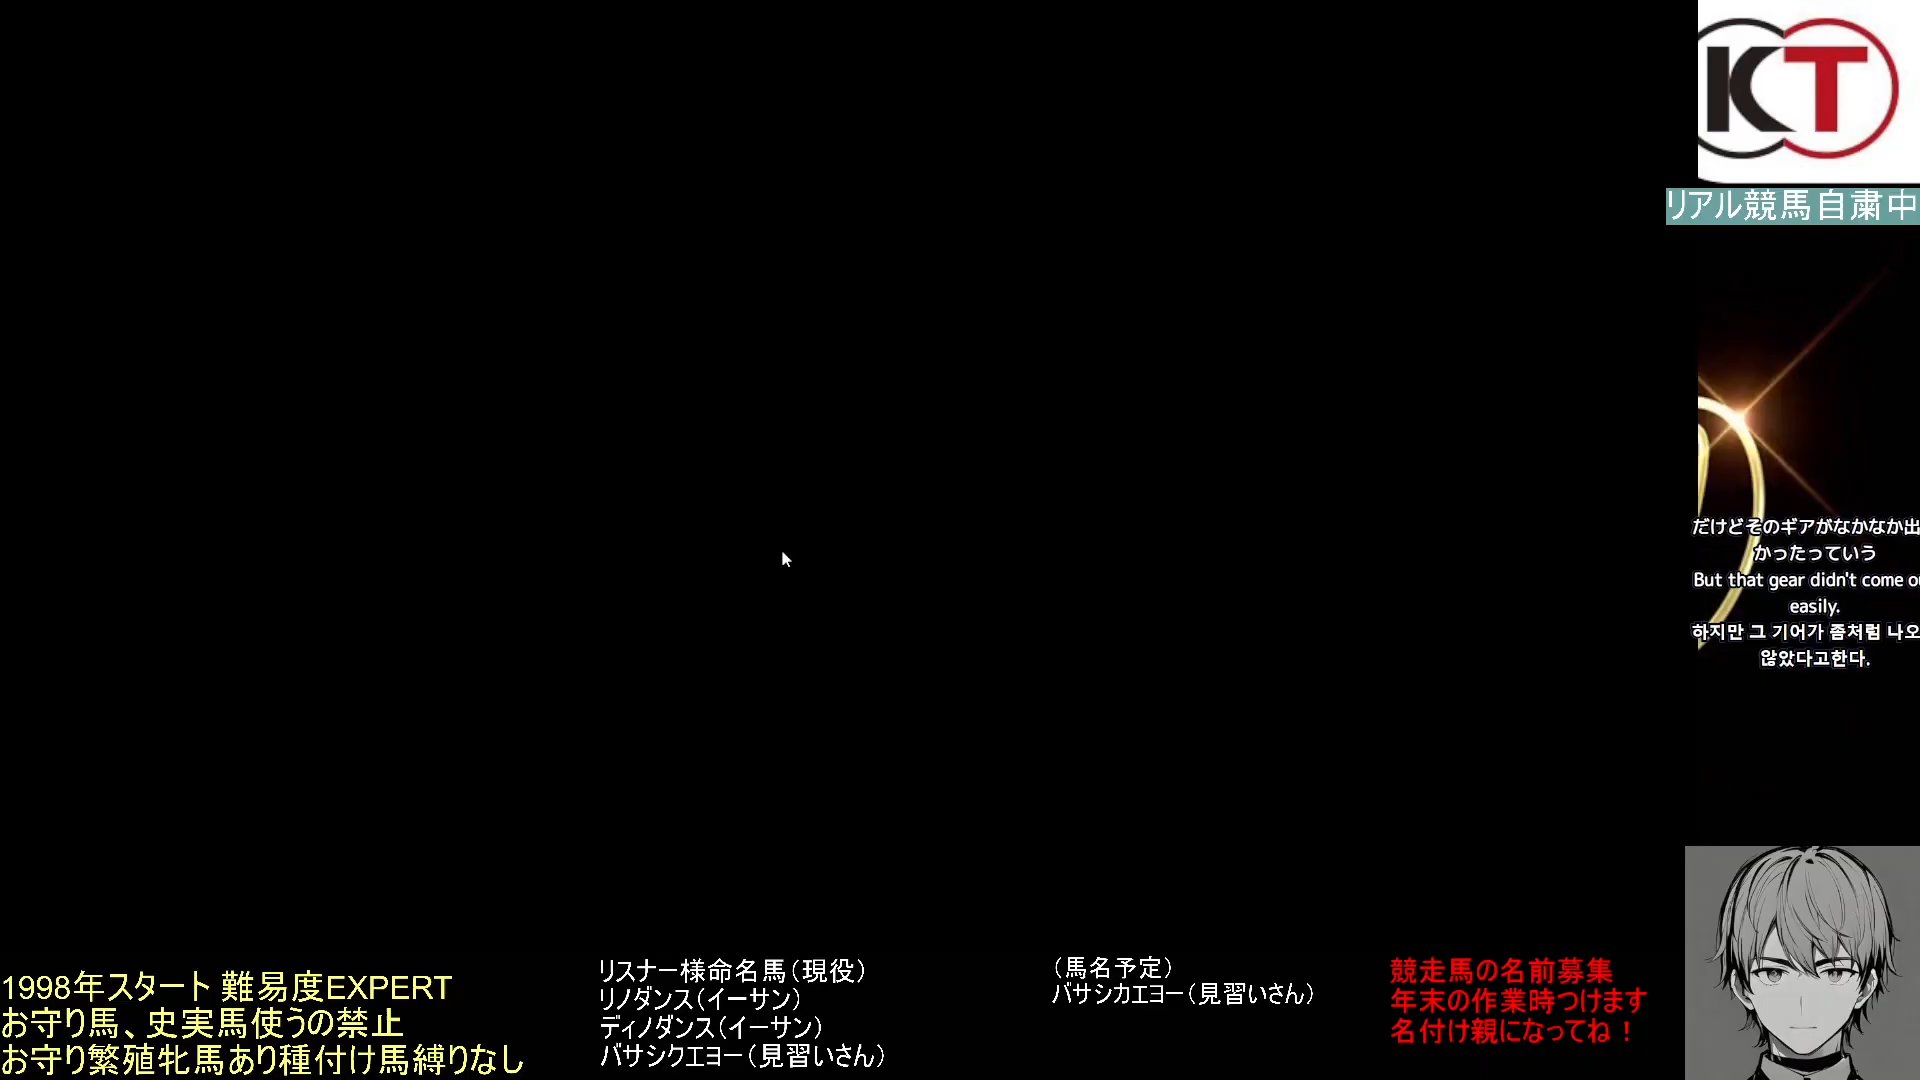 KT
リアル競馬自粛中
だけどそのギアがなかなか出
かったっていう
But that gear didn't come ou
easily.
하지만 그 기어가 좀처럼 나오
않았다고한다.
1998年スタート 難易度EXPERT
お守り馬、史実馬使うの禁止
お守り繁殖牝馬あり種付け馬縛りなし
リスナー様命名馬（現役）
リノダンス（イーサン）
ディノダンス（イーサン）
バサシクエヨー（見習いさん）
（馬名予定）
バサシカエヨー（見習いさん）
競走馬の名前募集
年末の作業時つけます
名付け親になってね！